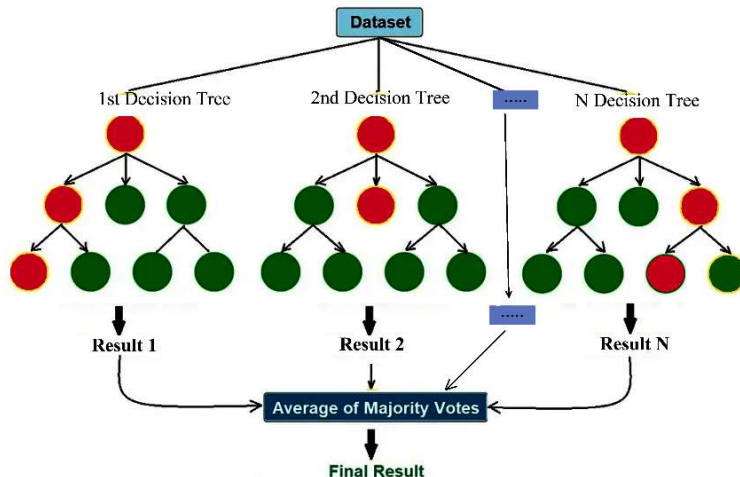 Dataset
1st Decision Tree
2nd Decision Tree
.....
N Decision Tree
.....
Result 1
Result 2
Result N
Average of Majority Votes
Final Result